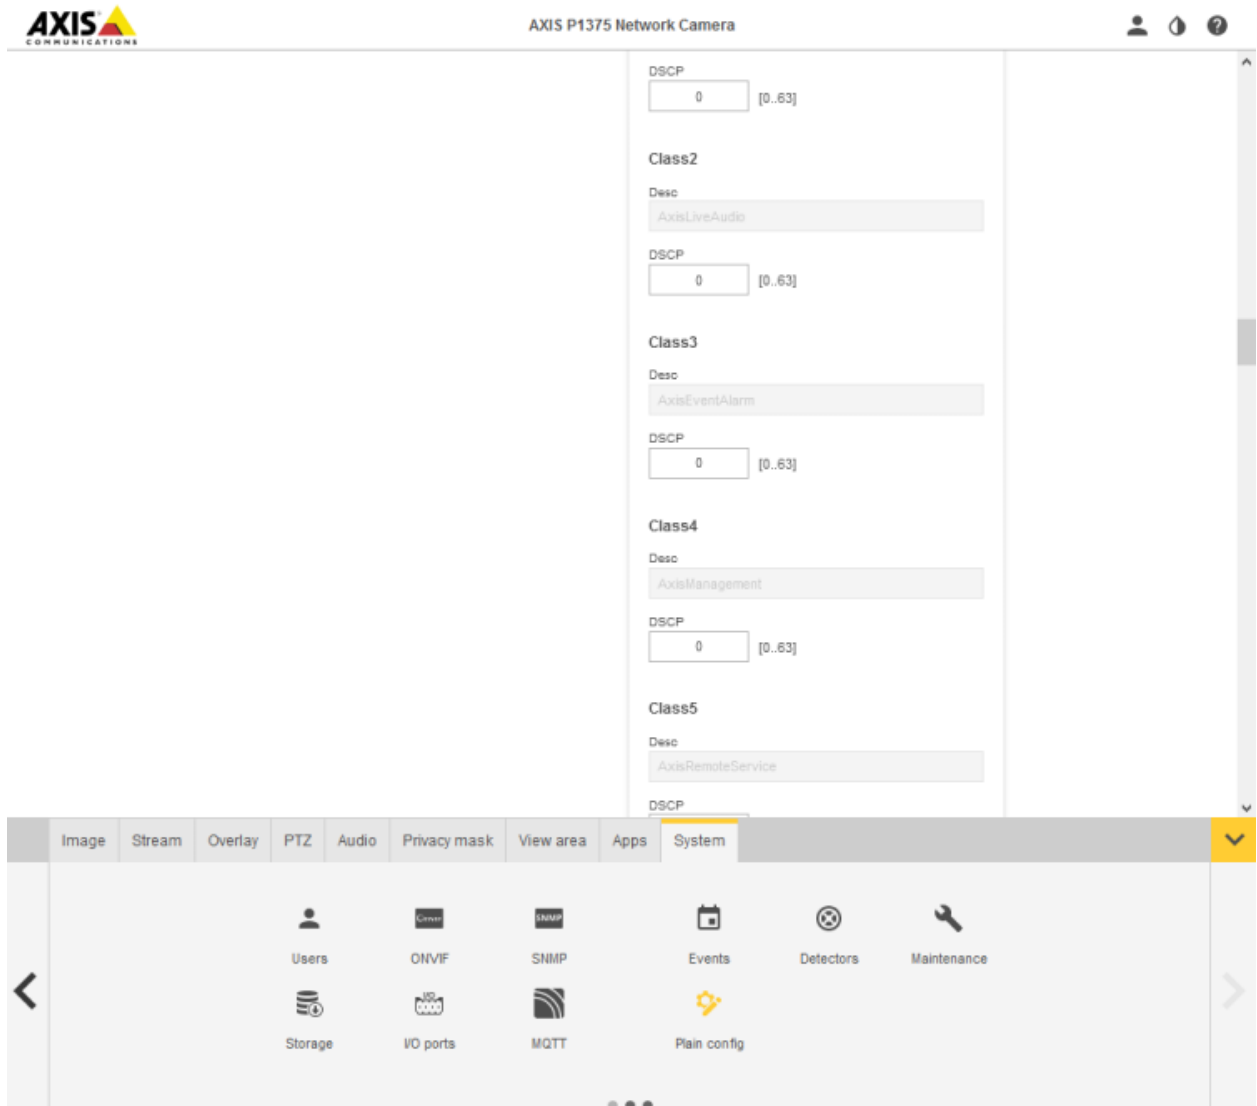 AXIS
COMMUNICATIONS
AXIS P1375 Network Camera
DSCP
0 [0..63]
Class2
Desc
AxisLiveAudio
DSCP
0 [0..63]
Class3
Desc
AxisEventAlarm
DSCP
0 [0..63]
Class4
Desc
AxisManagement
DSCP
0 [0..63]
Class5
Desc
AxisRemoteService
DSCP
Image Stream Overlay PTZ Audio Privacy mask View area Apps System
SNMP
Users ONVIF SNMP Events Detectors Maintenance
I/O
Storage I/O ports MQTT Plain config